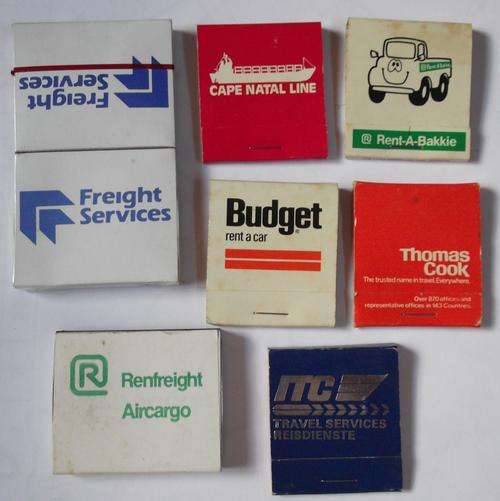 Freight
Services
CAPE NATAL LINE
Rent-A-Bakkie
Freight
Services
Budget
rent a car
Thomas
Cook
The trusted name in travel. Everywhere.
Over 870 offices and
representative offices in 143 Countries.
R Renfreight
Aircargo
ITC
TRAVEL SERVICES
REISDIENSTE